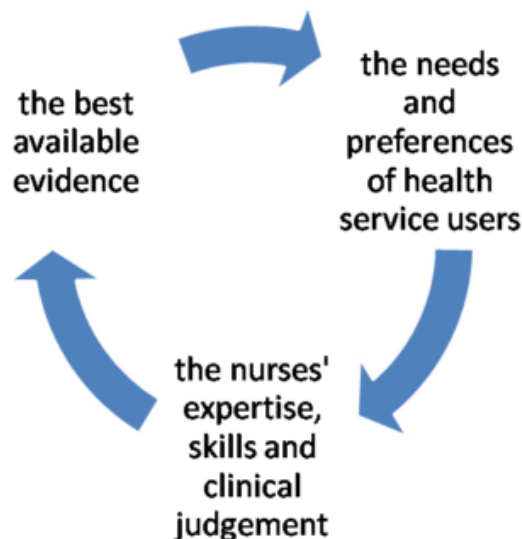 the best
available
evidence
the needs
and
preferences
of health
service users
the nurses'
expertise,
skills and
clinical
judgement